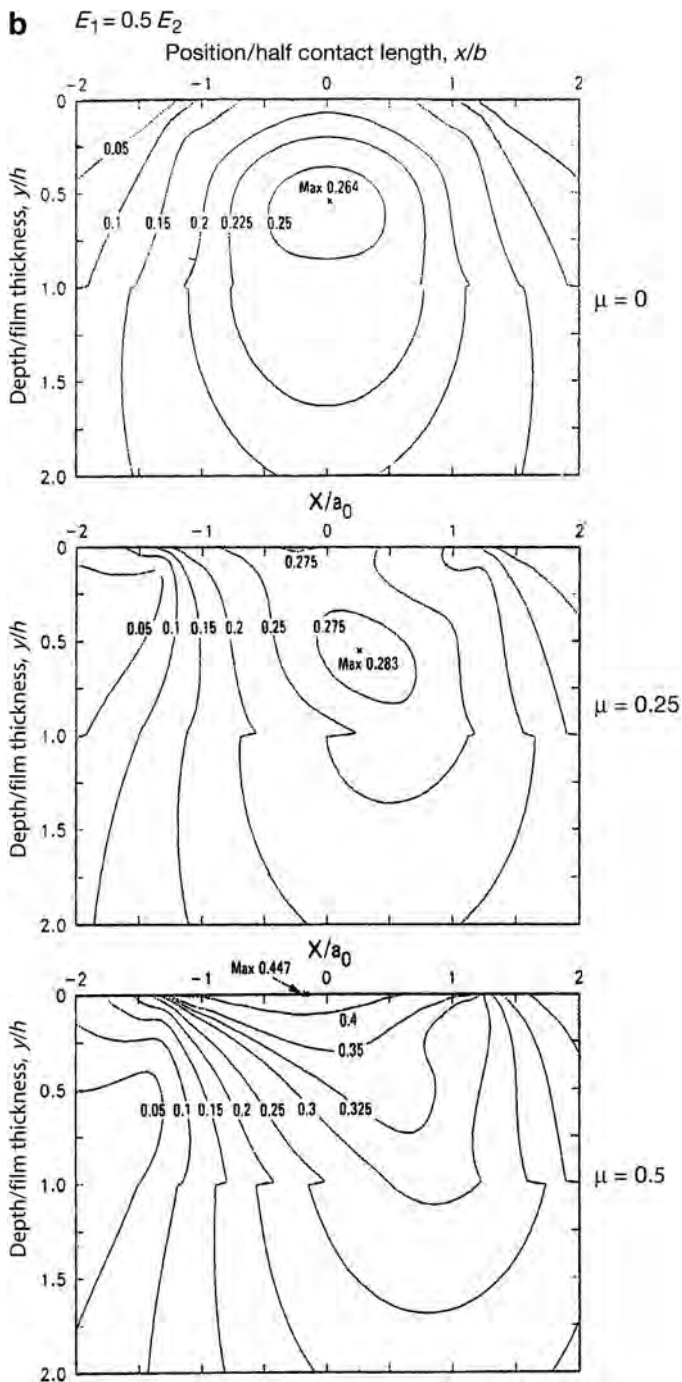 b E₁ = 0.5 E₂
Position/half contact length, x/b
−2 −1 0 1 2
0
0.05
0.5
Max 0.264
0.1 0.15 0.2 0.225 0.25
1.0
1.5
2.0
Depth/film thickness, y/h
μ = 0
X/a₀
−2 −1 0 1 2
0
0.275
0.05 0.1 0.15 0.2 0.25 0.275
0.5
Max 0.283
1.0
1.5
2.0
Depth/film thickness, y/h
μ = 0.25
X/a₀
−2 −1 0 1 2
Max 0.447
0
0.4
0.35
0.5
0.05 0.1 0.15 0.2 0.25 0.3 0.325
1.0
1.5
2.0
Depth/film thickness, y/h
μ = 0.5